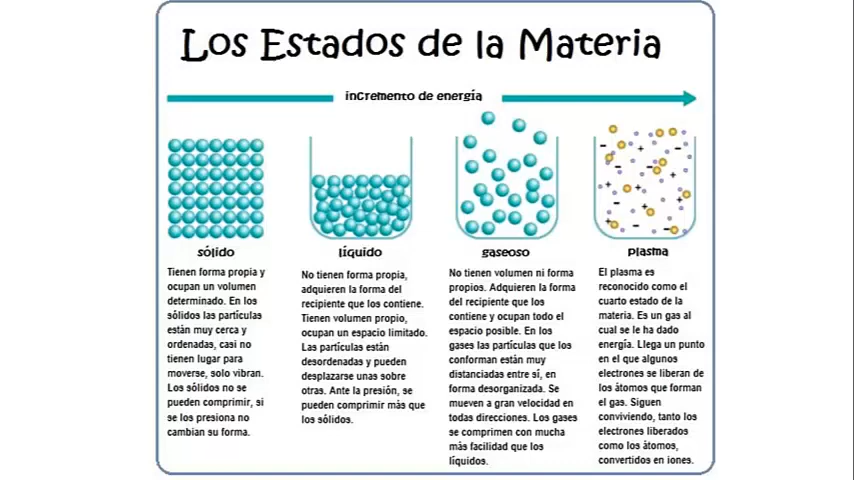 Los Estados de la Materia
incremento de energía
sólido
Tienen forma propia y
ocupan un volumen
determinado. En los
sólidos las partículas
están muy cerca y
ordenadas, casi no
tienen lugar para
moverse, solo vibran.
Los sólidos no se
pueden comprimir, si
se los presiona no
cambian su forma.
líquido
No tienen forma propia,
adquieren la forma del
recipiente que los contiene.
Tienen volumen propio,
ocupan un espacio limitado.
Las partículas están
desordenadas y pueden
desplazarse unas sobre
otras. Ante la presión, se
pueden comprimir más que
los sólidos.
gaseoso
No tienen volumen ni forma
propios. Adquieren la forma
del recipiente que los
contiene y ocupan todo el
espacio posible. En los
gases las partículas que los
conforman están muy
distanciadas entre sí, en
forma desorganizada. Se
mueven a gran velocidad en
todas direcciones. Los gases
se comprimen con mucha
más facilidad que los
líquidos.
plasma
El plasma es
reconocido como el
cuarto estado de la
materia. Es un gas al
cual se le ha dado
energía. Llega un punto
en el que algunos
electrones se liberan de
los átomos que forman
el gas. Siguen
conviviendo, tanto los
electrones liberados
como los átomos,
convertidos en iones.